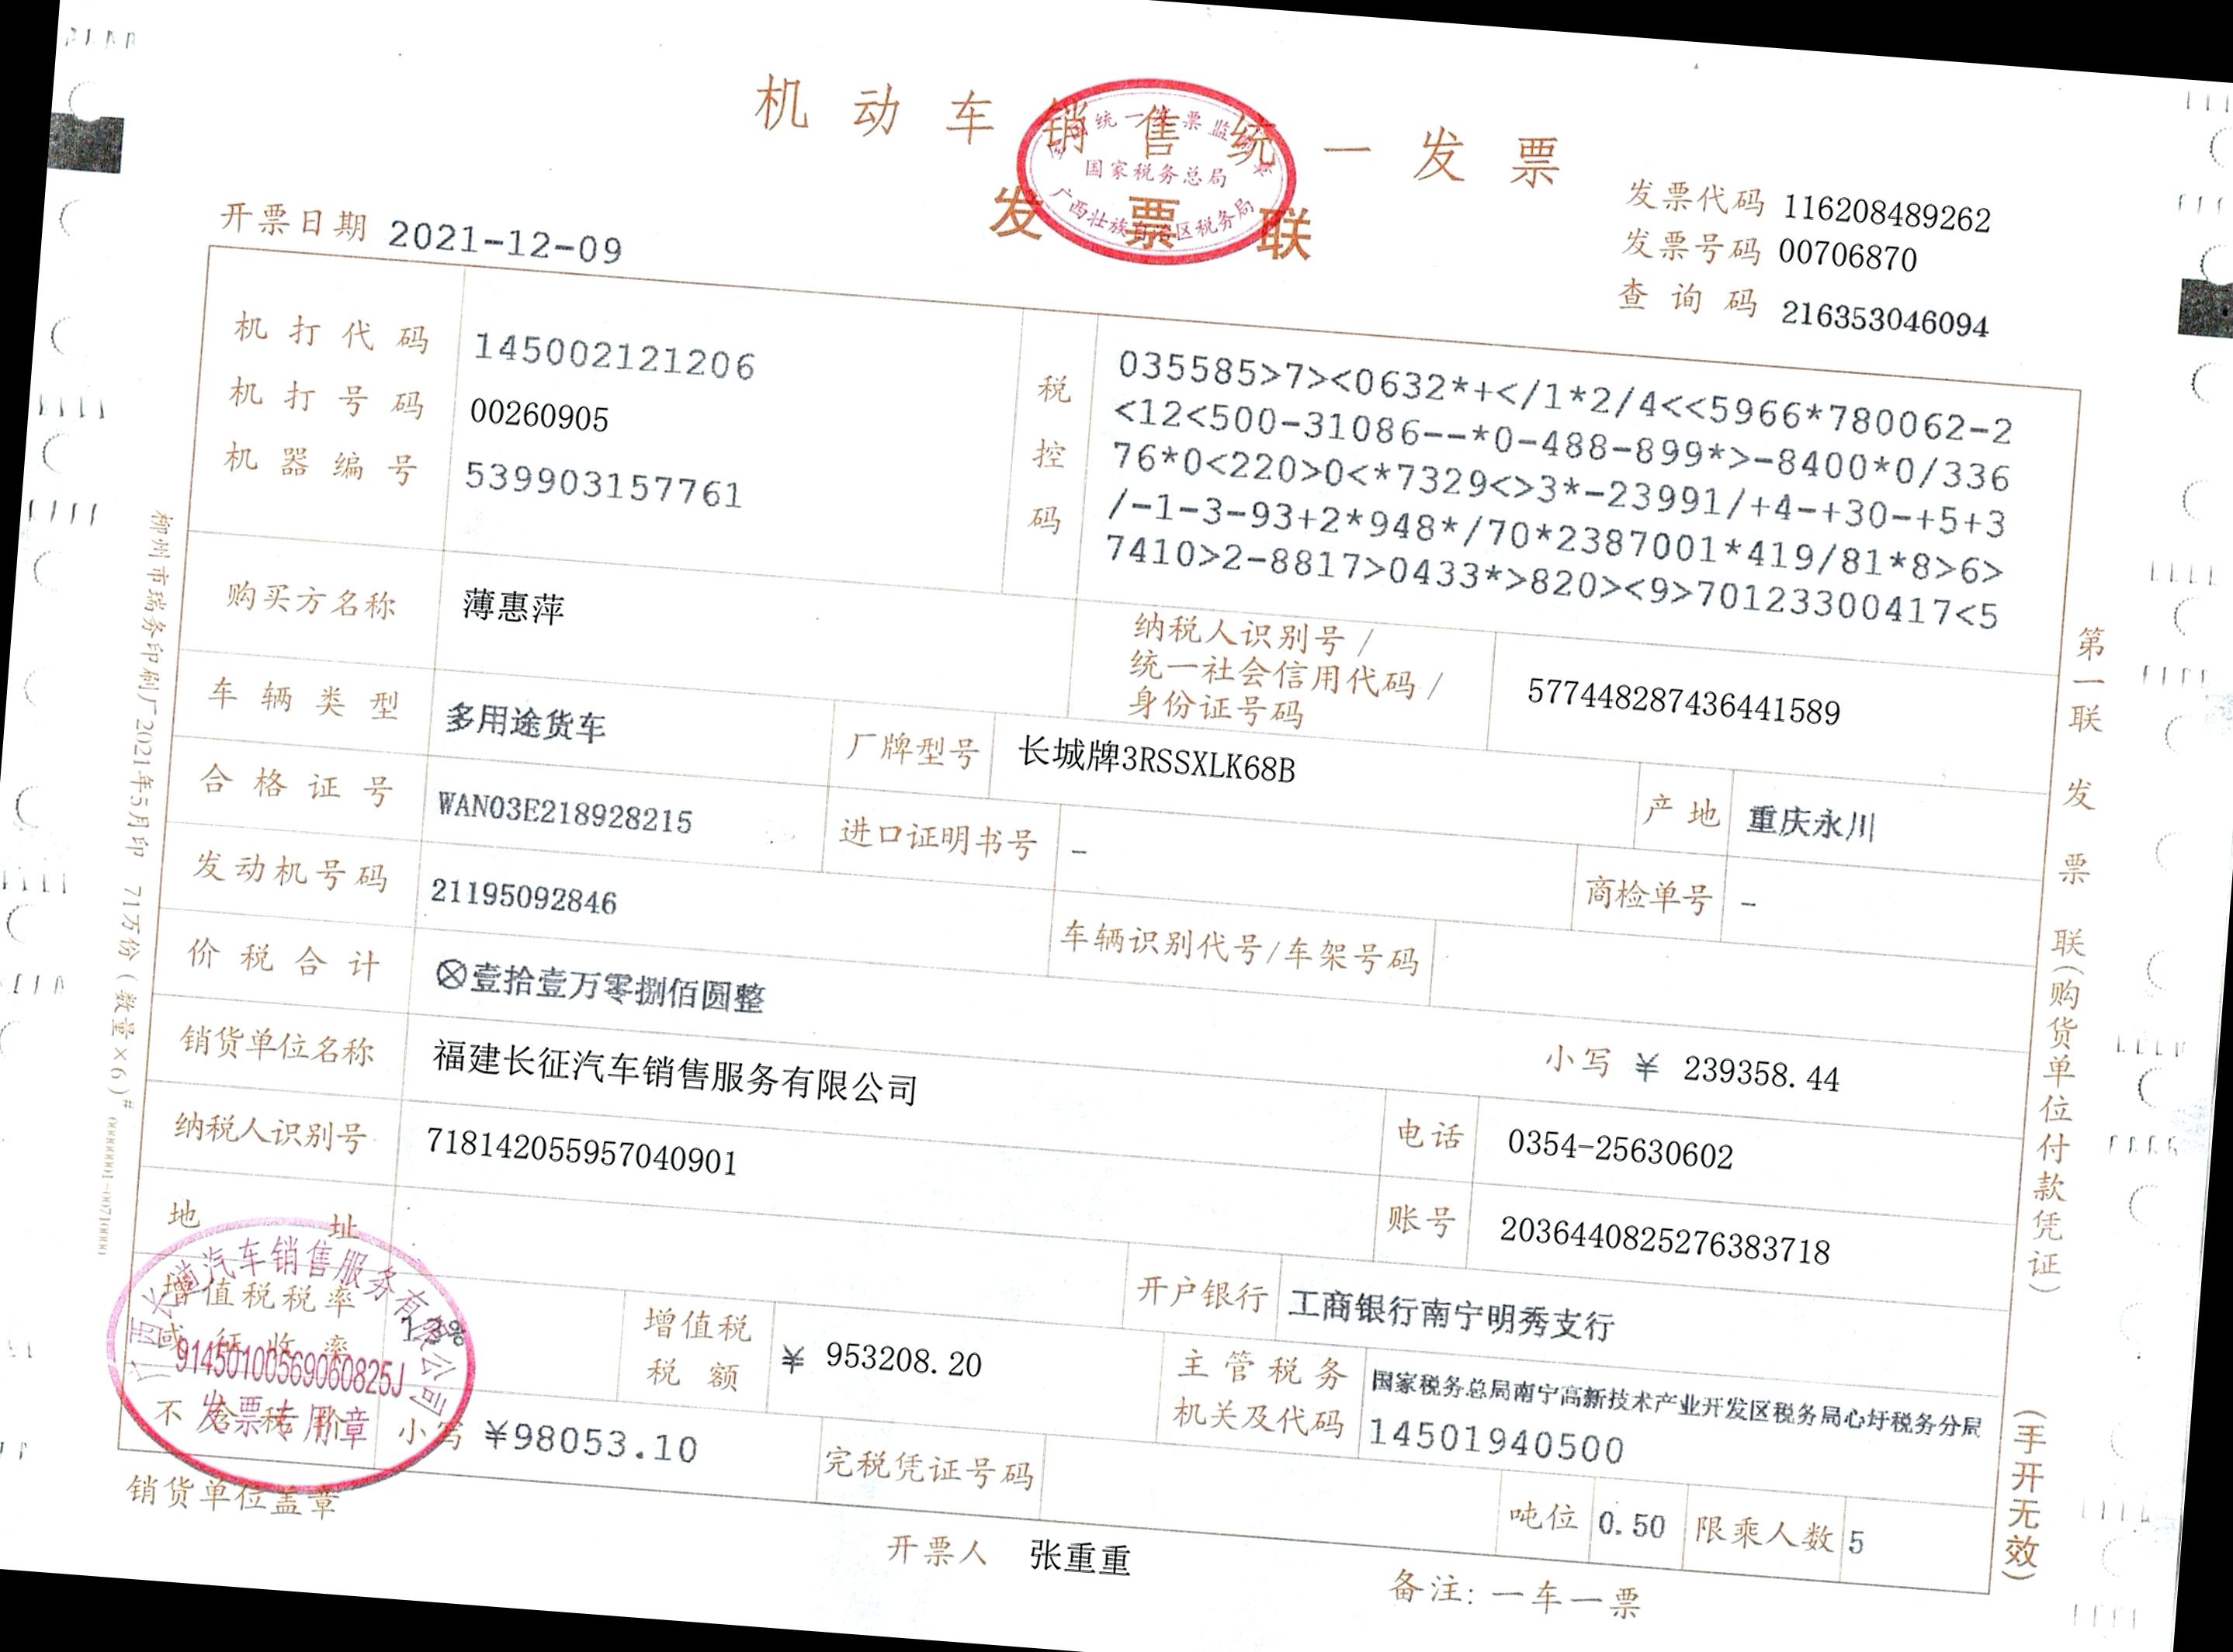 机动车销售统一发票
发票联
统一发票监制章
国家税务总局
广西壮族自治区税务局
发票代码 116208489262
发票号码 00706870
查询码 216353046094
开票日期 2021-12-09
机打代码 145002121206
机打号码 00260905
机器编号 539903157761
税控码
035585>7><0632*+</1*2/4<<5966*780062-2
<12<500-31086--*0-488-899*>-8400*0/336
76*0<220>0<*7329<>3*-23991/+4-+30-+5+3
/-1-3-93+2*948*/70*2387001*419/81*8>6>
7410>2-8817>0433*>820><9>70123300417<5
购买方名称 薄惠萍
纳税人识别号/
统一社会信用代码/
身份证号码
577448287436441589
车辆类型 多用途货车 厂牌型号 长城牌3RSSXLK68B 产地 重庆永川
合格证号 WAN03E218928215 进口证明书号 - 商检单号 -
发动机号码 21195092846 车辆识别代号/车架号码
价税合计 ⊗壹拾壹万零捌佰圆整 小写 ¥ 239358.44
销货单位名称 福建长征汽车销售服务有限公司 电话 0354-25630602
纳税人识别号 718142055957040901 账号 2036440825276383718
地址 开户银行 工商银行南宁明秀支行
增值税税率
或征收率
13%
增值税
税额
¥ 953208.20
主管税务
机关及代码
国家税务总局南宁高新技术产业开发区税务局心圩税务分局
14501940500
不含税价 小写 ¥98053.10 完税凭证号码 吨位 0.50 限乘人数 5
汽车销售服务有限公司
91450100569060825J
发票专用章
销货单位盖章 开票人 张重重 备注：一车一票
第一联 发票联（购货单位付款凭证）（手开无效）
柳州市瑞务印刷厂2021年5月印 71万份（数量×6）#